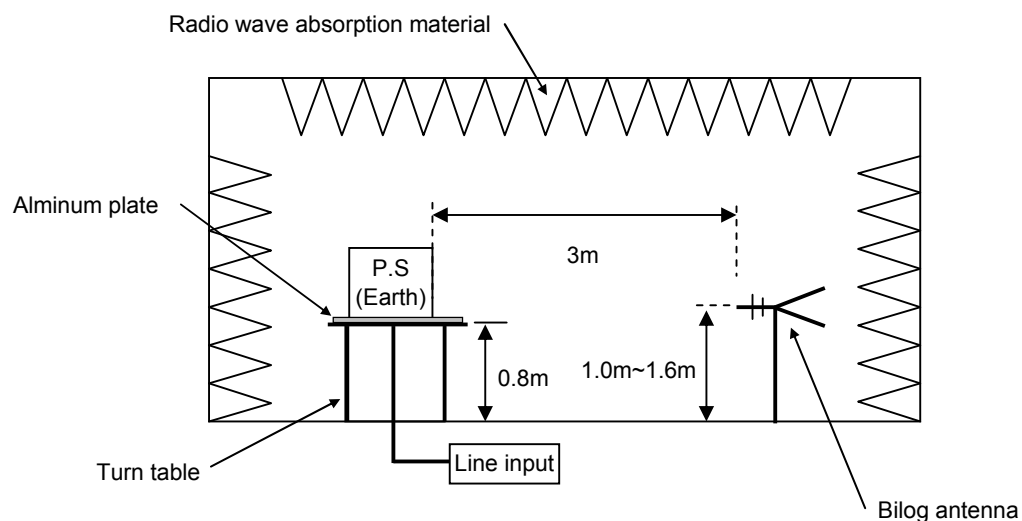 Radio wave absorption material
Alminum plate
3m
P.S
(Earth)
0.8m
1.0m~1.6m
Turn table
Line input
Bilog antenna